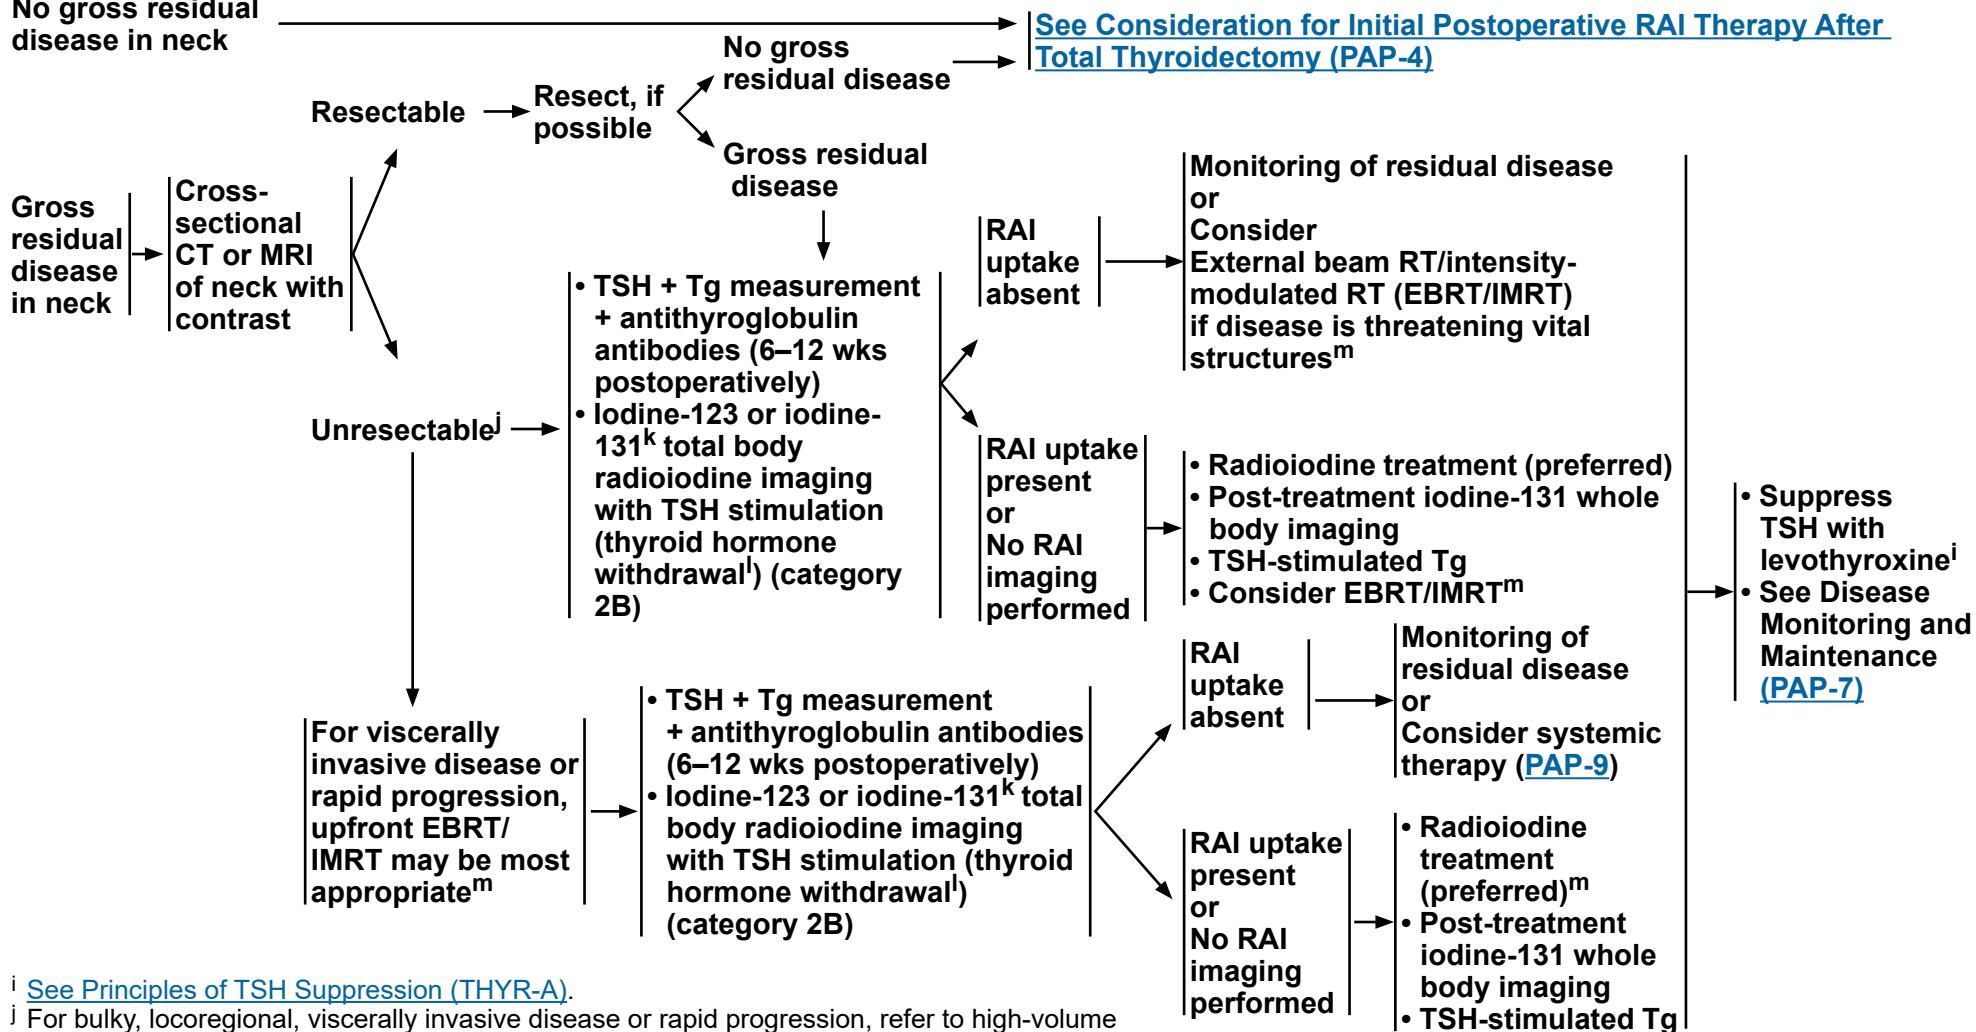 No gross residual
disease in neck
See Consideration for Initial Postoperative RAI Therapy After
Total Thyroidectomy (PAP-4)
No gross
residual disease
Resectable
Resect, if
possible
Gross residual
disease
Gross
residual
disease
in neck
Cross-
sectional
CT or MRI
of neck with
contrast
Unresectable^j
• TSH + Tg measurement
+ antithyroglobulin
antibodies (6–12 wks
postoperatively)
• Iodine-123 or iodine-
131^k total body
radioiodine imaging
with TSH stimulation
(thyroid hormone
withdrawal^l) (category
2B)
RAI
uptake
absent
Monitoring of residual disease
or
Consider
External beam RT/intensity-
modulated RT (EBRT/IMRT)
if disease is threatening vital
structures^m
RAI uptake
present
or
No RAI
imaging
performed
• Radioiodine treatment (preferred)
• Post-treatment iodine-131 whole
body imaging
• TSH-stimulated Tg
• Consider EBRT/IMRT^m
For viscerally
invasive disease or
rapid progression,
upfront EBRT/
IMRT may be most
appropriate^m
• TSH + Tg measurement
+ antithyroglobulin antibodies
(6–12 wks postoperatively)
• Iodine-123 or iodine-131^k total
body radioiodine imaging
with TSH stimulation (thyroid
hormone withdrawal^l)
(category 2B)
RAI
uptake
absent
Monitoring of
residual disease
or
Consider systemic
therapy (PAP-9)
RAI uptake
present
or
No RAI
imaging
performed
• Radioiodine
treatment
(preferred)^m
• Post-treatment
iodine-131 whole
body imaging
• TSH-stimulated Tg
• Suppress
TSH with
levothyroxine^i
• See Disease
Monitoring and
Maintenance
(PAP-7)
i See Principles of TSH Suppression (THYR-A).
j For bulky, locoregional, viscerally invasive disease or rapid progression, refer to high-volume